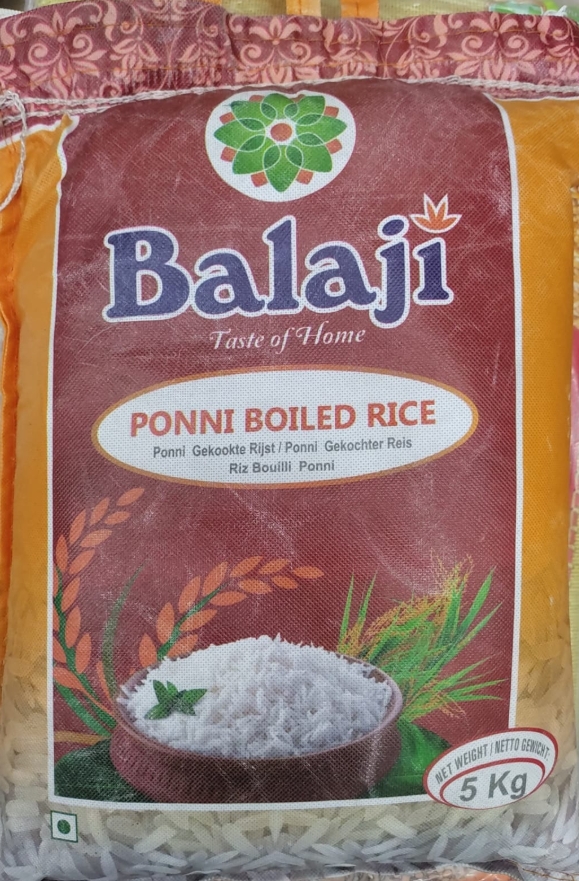 Balaji
Taste of Home
PONNI BOILED RICE
Ponni Gekookte Rijst / Ponni Gekochter Reis
Riz Bouilli Ponni
NET WEIGHT / NETTO GEWICHT:
5 Kg